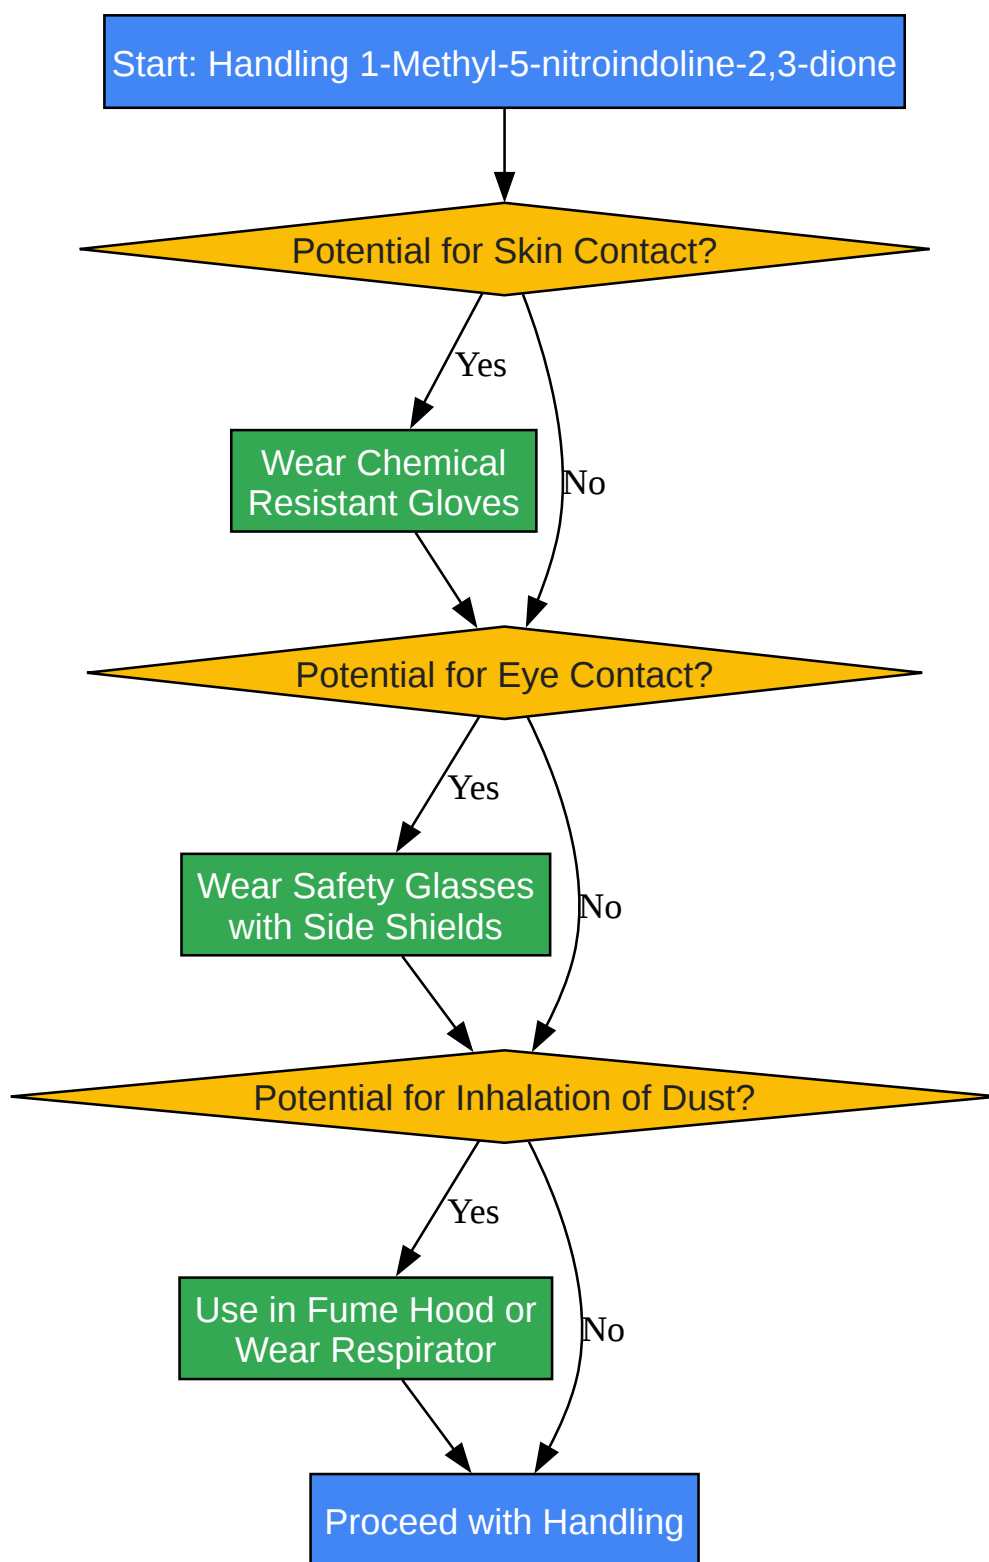 Start: Handling 1-Methyl-5-nitroindoline-2,3-dione
Potential for Skin Contact?
Yes
Wear Chemical
Resistant Gloves
No
Potential for Eye Contact?
Yes
Wear Safety Glasses
with Side Shields
No
Potential for Inhalation of Dust?
Yes
Use in Fume Hood or
Wear Respirator
No
Proceed with Handling